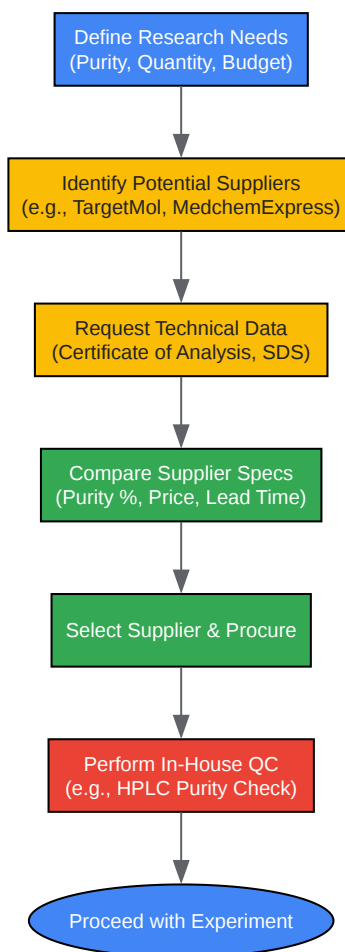 Define Research Needs
(Purity, Quantity, Budget)
Identify Potential Suppliers
(e.g., TargetMol, MedchemExpress)
Request Technical Data
(Certificate of Analysis, SDS)
Compare Supplier Specs
(Purity %, Price, Lead Time)
Select Supplier & Procure
Perform In-House QC
(e.g., HPLC Purity Check)
Proceed with Experiment